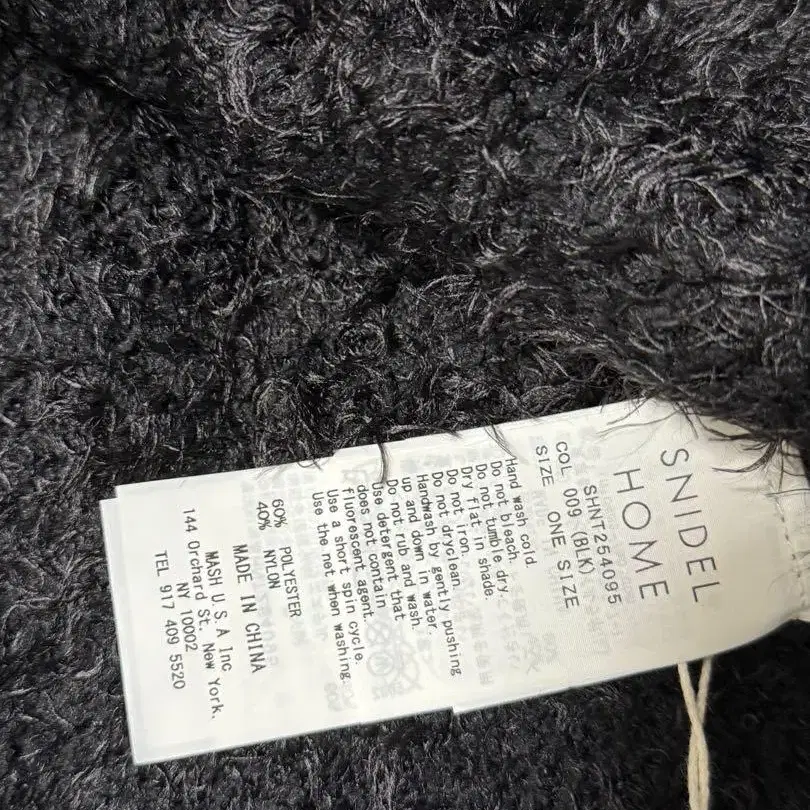 SNIDEL
HOME
SHNT254095
COL 009 (BLK)
SIZE ONE SIZE
Hand wash cold.
Do not bleach.
Do not tumble dry.
Dry flat in shade.
Do not iron.
Do not dryclean.
Handwash by gently pushing
up and down in water.
Do not rub and wash.
Use detergent that
does not contain
fluorescent agent.
Use a short spin cycle.
Use the net when washing.
60% POLYESTER
40% NYLON
MADE IN CHINA
MASH U.S.A Inc
144 Orchard St. New York.
NY 10002
TEL 917 409 5520